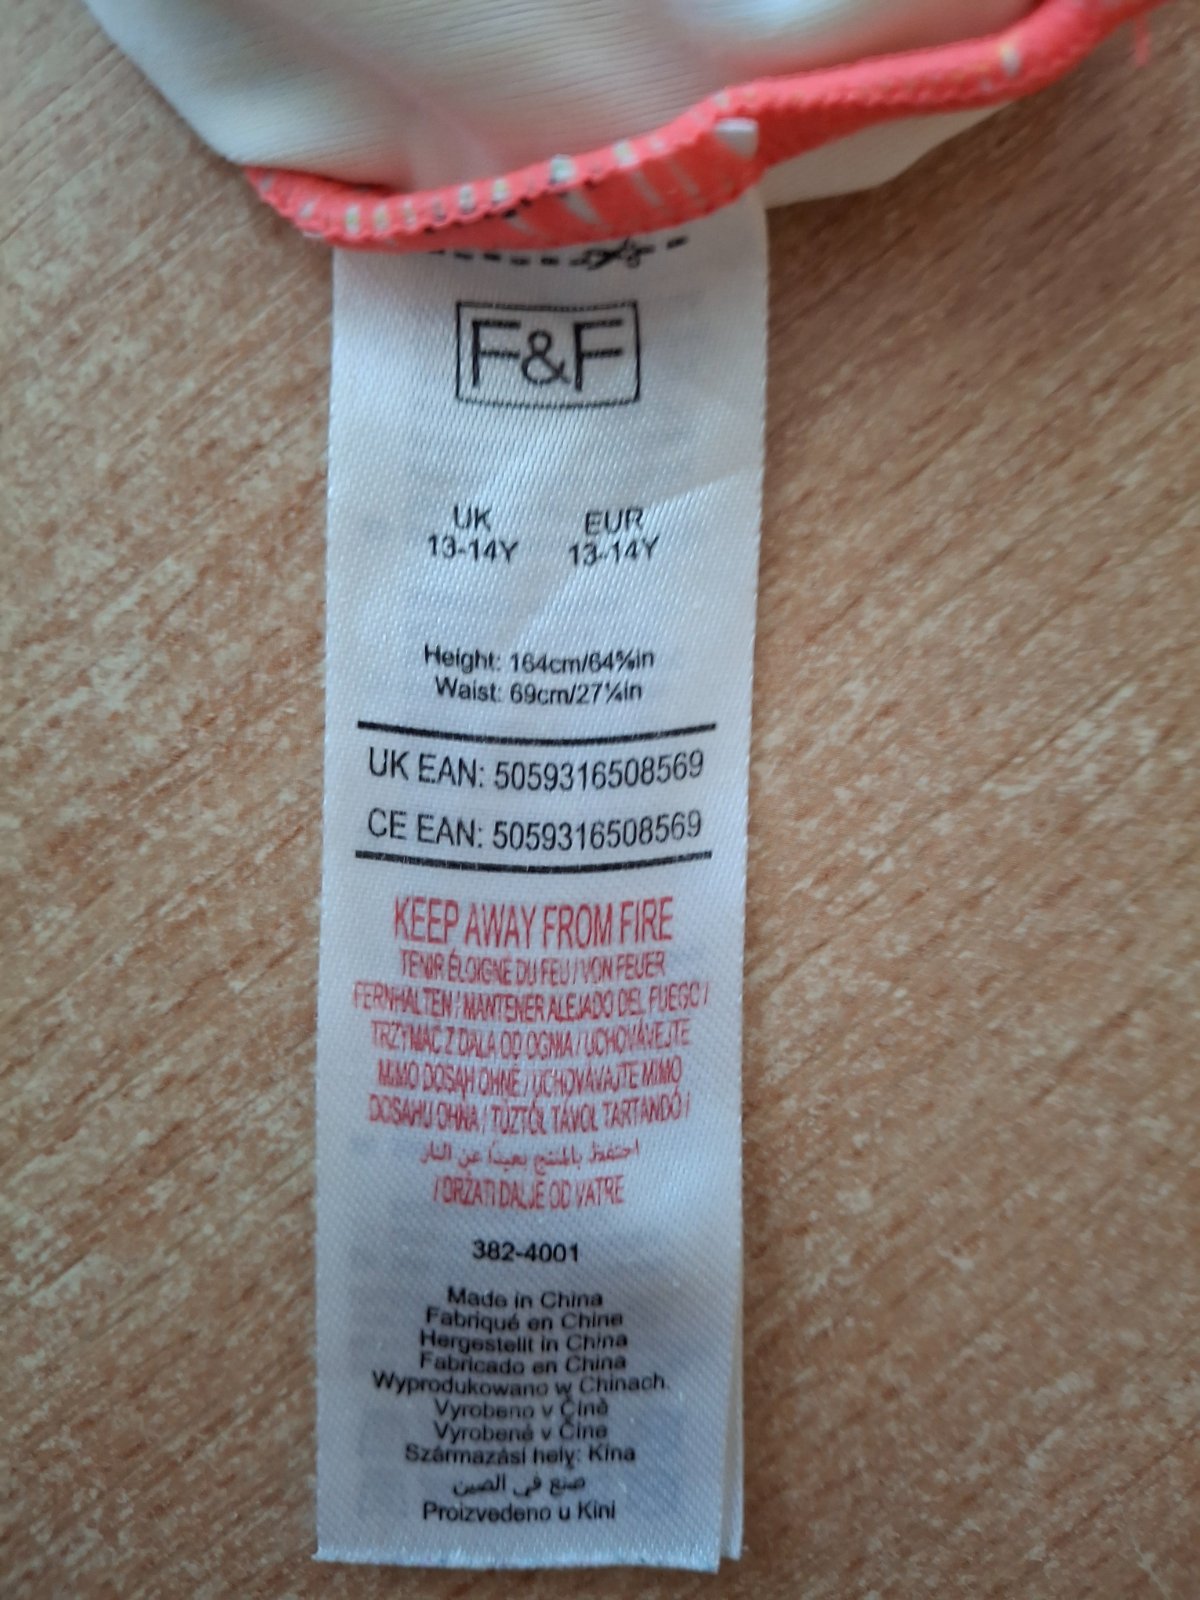 F&F
UK EUR
13-14Y 13-14Y
Height: 164cm/64⅝in
Waist: 69cm/27¼in
UK EAN: 5059316508569
CE EAN: 5059316508569
KEEP AWAY FROM FIRE
TENIR ÉLOIGNÉ DU FEU / VON FEUER
FERNHALTEN / MANTENER ALEJADO DEL FUEGO /
TRZYMAĆ Z DALA OD OGNIA / UCHOVÁVEJTE
MIMO DOSAH OHNĚ / UCHOVÁVAJTE MIMO
DOSAHU OHŇA / TŰZTŐL TÁVOL TARTANDÓ /
احتفظ بالمنتج بعيدًا عن النار
/ DRŽATI DALJE OD VATRE
382-4001
Made in China
Fabriqué en Chine
Hergestellt in China
Fabricado en China
Wyprodukowano w Chinach.
Vyrobeno v Číně
Vyrobené v Číne
Származási hely: Kína
صنع في الصين
Proizvedeno u Kini